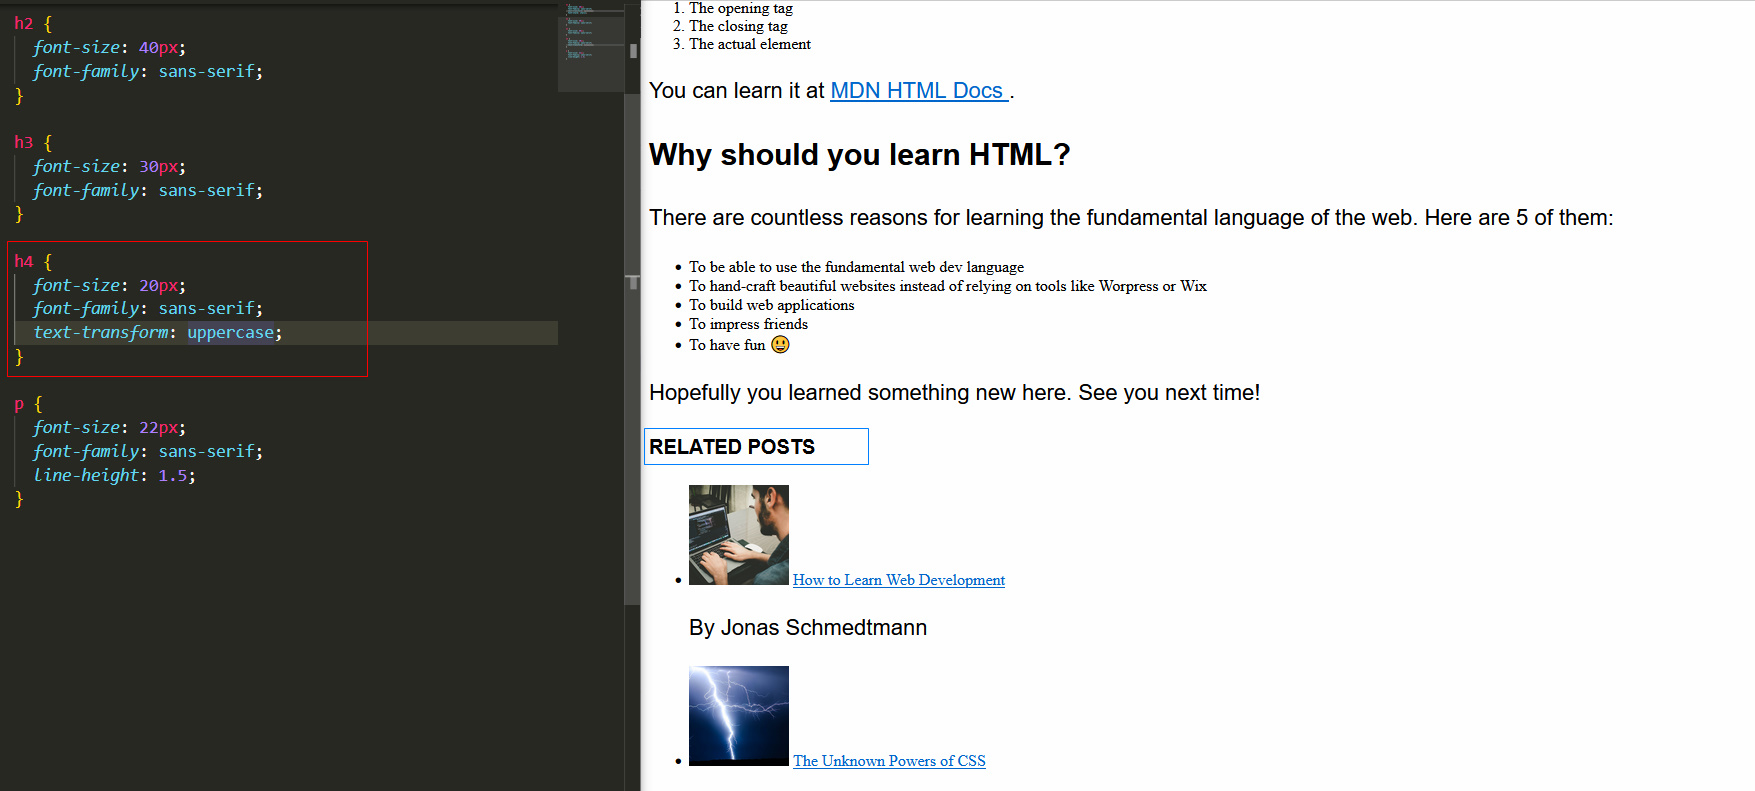 h2 {
font-size: 40px;
font-family: sans-serif;
}
h3 {
font-size: 30px;
font-family: sans-serif;
}
h4 {
font-size: 20px;
font-family: sans-serif;
text-transform: uppercase;
}
p {
font-size: 22px;
font-family: sans-serif;
line-height: 1.5;
}
1. The opening tag
2. The closing tag
3. The actual element
You can learn it at MDN HTML Docs .
Why should you learn HTML?
There are countless reasons for learning the fundamental language of the web. Here are 5 of them:
• To be able to use the fundamental web dev language
• To hand-craft beautiful websites instead of relying on tools like Worpress or Wix
• To build web applications
• To impress friends
• To have fun 😃
Hopefully you learned something new here. See you next time!
RELATED POSTS
• How to Learn Web Development
By Jonas Schmedtmann
• The Unknown Powers of CSS